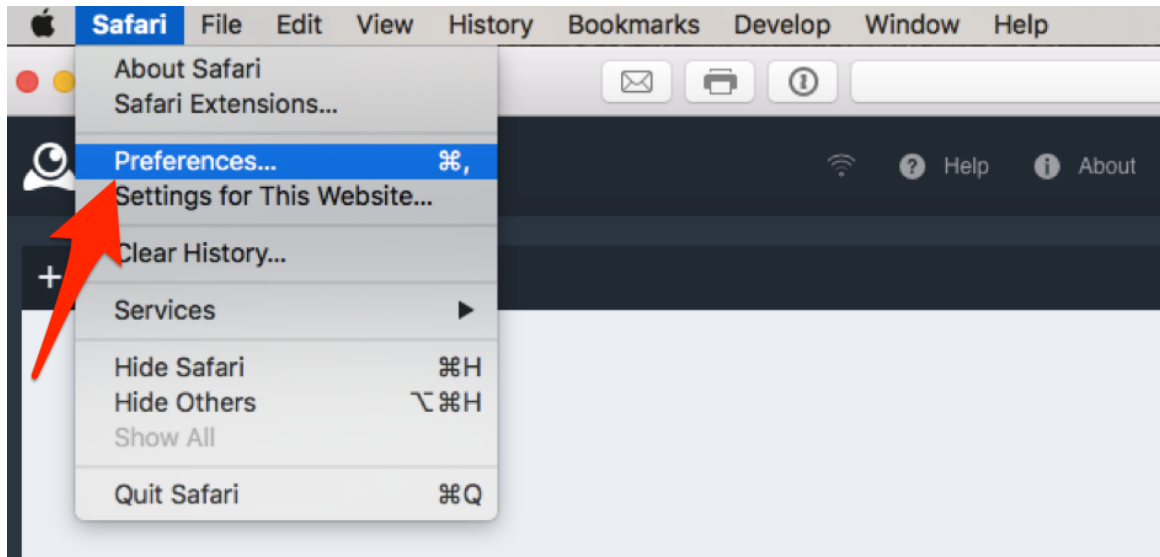 Safari File Edit View History Bookmarks Develop Window Help
About Safari
Safari Extensions...
Preferences... ⌘,
Help About
Settings for This Website...
Clear History...
Services
Hide Safari ⌘H
Hide Others ⌥⌘H
Show All
Quit Safari ⌘Q